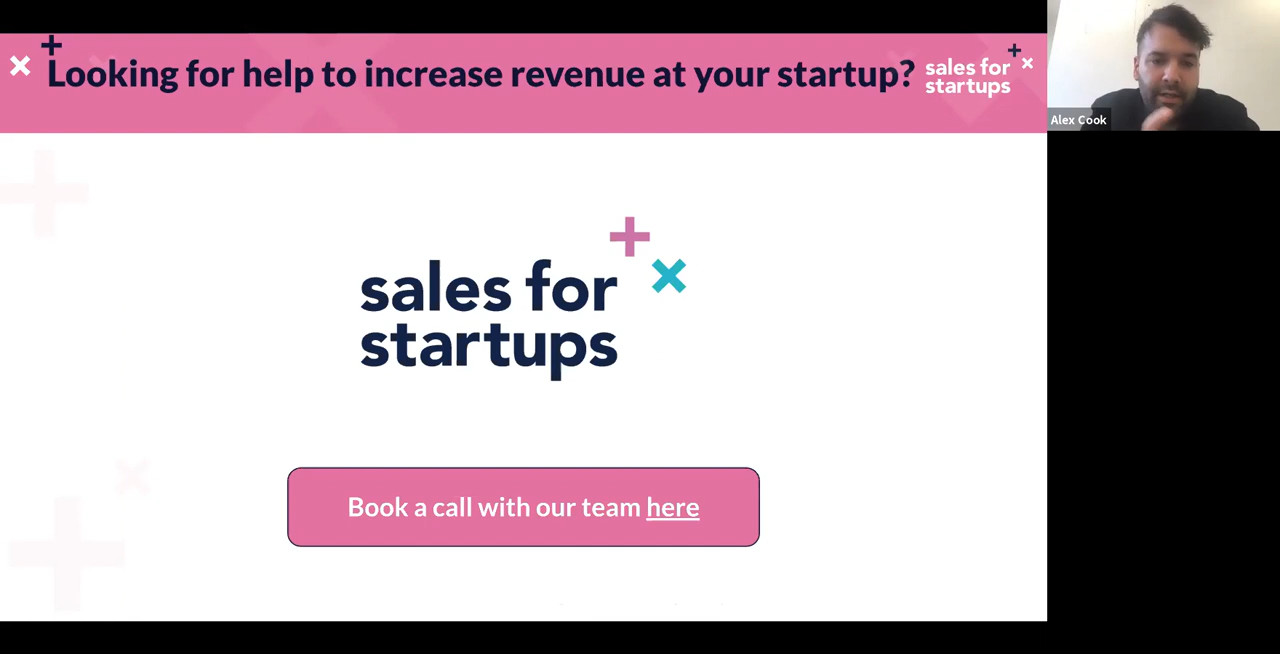 Looking for help to increase revenue at your startup?
sales for
startups
Alex Cook
sales for
startups
Book a call with our team here